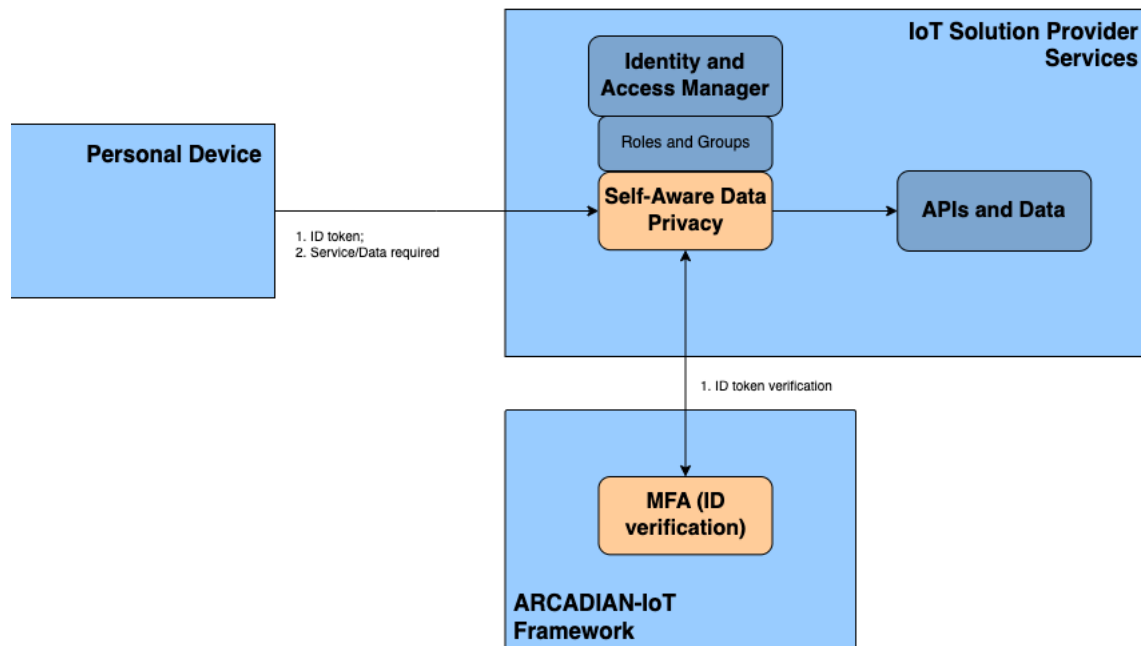 IoT Solution Provider
Services
Identity and
Access Manager
Roles and Groups
Personal Device
Self-Aware Data
Privacy
APIs and Data
1. ID token;
2. Service/Data required
1. ID token verification
MFA (ID
verification)
ARCADIAN-IoT
Framework